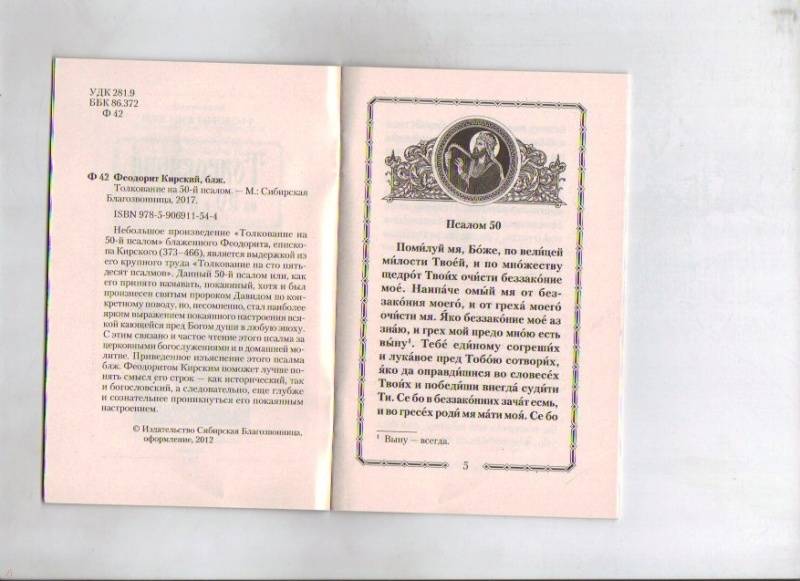 УДК 281.9
ББК 86.372
Ф 42
Ф 42 Феодорит Кирский, блж.
Толкование на 50-й псалом. — М.: Сибирская
Благозвонница, 2017.
ISBN 978-5-906911-54-4
Небольшое произведение «Толкование на
50-й псалом» блаженного Феодорита, еписко-
па Кирского (373–466), является выдержкой из
его крупного труда «Толкование на сто пять-
десят псалмов». Данный 50-й псалом или, как
его принято называть, покаянный, хотя и был
произнесен святым пророком Давидом по кон-
кретному поводу, но, несомненно, стал наиболее
ярким выражением покаянного настроения вся-
кой кающейся пред Богом души в любую эпоху.
С этим связано и частое чтение этого псалма за
церковными богослужениями и в домашней мо-
литве. Приведенное изъяснение этого псалма
блж. Феодоритом Кирским поможет лучше по-
нять смысл его строк — как исторический, так
и богословский, а следовательно, еще глубже
и сознательнее проникнуться его покаянным
настроением.
© Издательство Сибирская Благозвонница,
оформление, 2012
Псалом 50
Поми́луй мя, Бо́же, по вели́цей
ми́лости Твое́й, и по мно́жеству
щедро́т Твои́х очи́сти беззако́ние
мое́. Наипа́че омы́й мя от без-
зако́ния моего́, и от греха́ моего́
очи́сти мя. Я́ко беззако́ние мое́ аз
зна́ю, и грех мой предо мно́ю есть
вы́ну¹. Тебе́ еди́ному согреши́х
и лука́вое пред Тобо́ю сотвори́х,
я́ко да оправди́шися во словесе́х
Твои́х и победи́ши внегда́ суди́ти
Ти. Се бо в беззако́ниих зача́т есмь,
и во гресе́х роди́ мя ма́ти моя́. Се бо
¹ Выну — всегда.
5